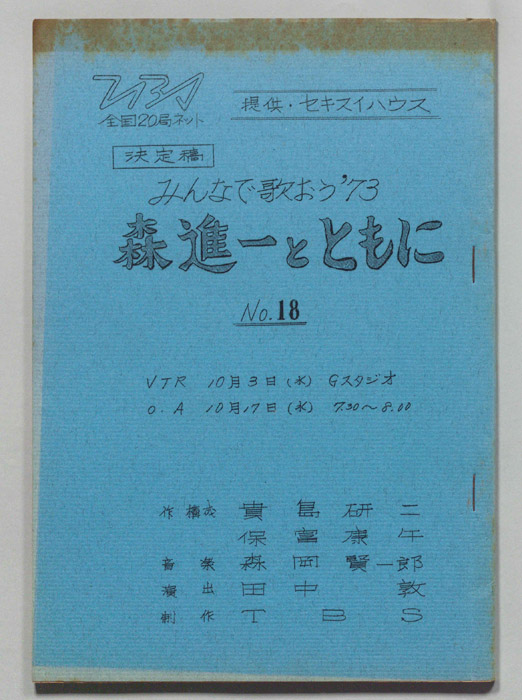 TBS
全国20局ネット
提供・セキスイハウス
決定稿
みんなで歌おう'73
森進一とともに
No.18
VTR 10月3日(水) Gスタジオ
O.A 10月17日(水) 7.30〜8.00
作構成 貴島研二
保富康午
音楽 森岡賢一郎
演出 田中敦
制作 TBS